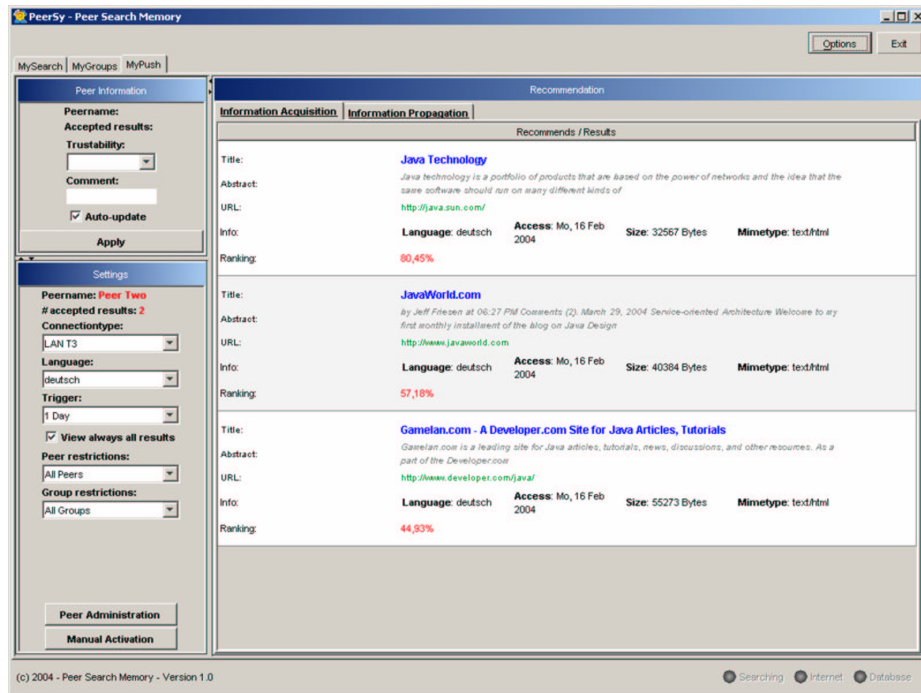 PeerSy - Peer Search Memory
Options Exit
MySearch MyGroups MyPush
Peer Information
Peername:
Accepted results:
Trustability:
Comment:
Auto-update
Apply
Settings
Peername: Peer Two
# accepted results: 2
Connectiontype:
LAN T3
Language:
deutsch
Trigger:
1 Day
View always all results
Peer restrictions:
All Peers
Group restrictions:
All Groups
Peer Administration
Manual Activation
Recommendation
Information Acquisition Information Propagation
Recommends / Results
Title: Java Technology
Abstract: Java technology is a portfolio of products that are based on the power of networks and the idea that the
same software should run on many different kinds of
URL: http://java.sun.com/
Info: Language: deutsch Access: Mo, 16 Feb 2004 Size: 32567 Bytes Mimetype: text/html
Ranking: 80,45%
Title: JavaWorld.com
Abstract: by Jeff Friesen at 06:27 PM Comments (2). March 29, 2004 Service-oriented Architecture Welcome to my
first monthly installment of the blog on Java Design
URL: http://www.javaworld.com
Info: Language: deutsch Access: Mo, 16 Feb 2004 Size: 40384 Bytes Mimetype: text/html
Ranking: 57,18%
Title: Gamelan.com - A Developer.com Site for Java Articles, Tutorials
Abstract: Gamelan.com is a leading site for Java articles, tutorials, news, discussions, and other resources. As a
part of the Developer.com
URL: http://www.developer.com/java/
Info: Language: deutsch Access: Mo, 16 Feb 2004 Size: 55273 Bytes Mimetype: text/html
Ranking: 44,93%
(c) 2004 - Peer Search Memory - Version 1.0
Searching Internet Database